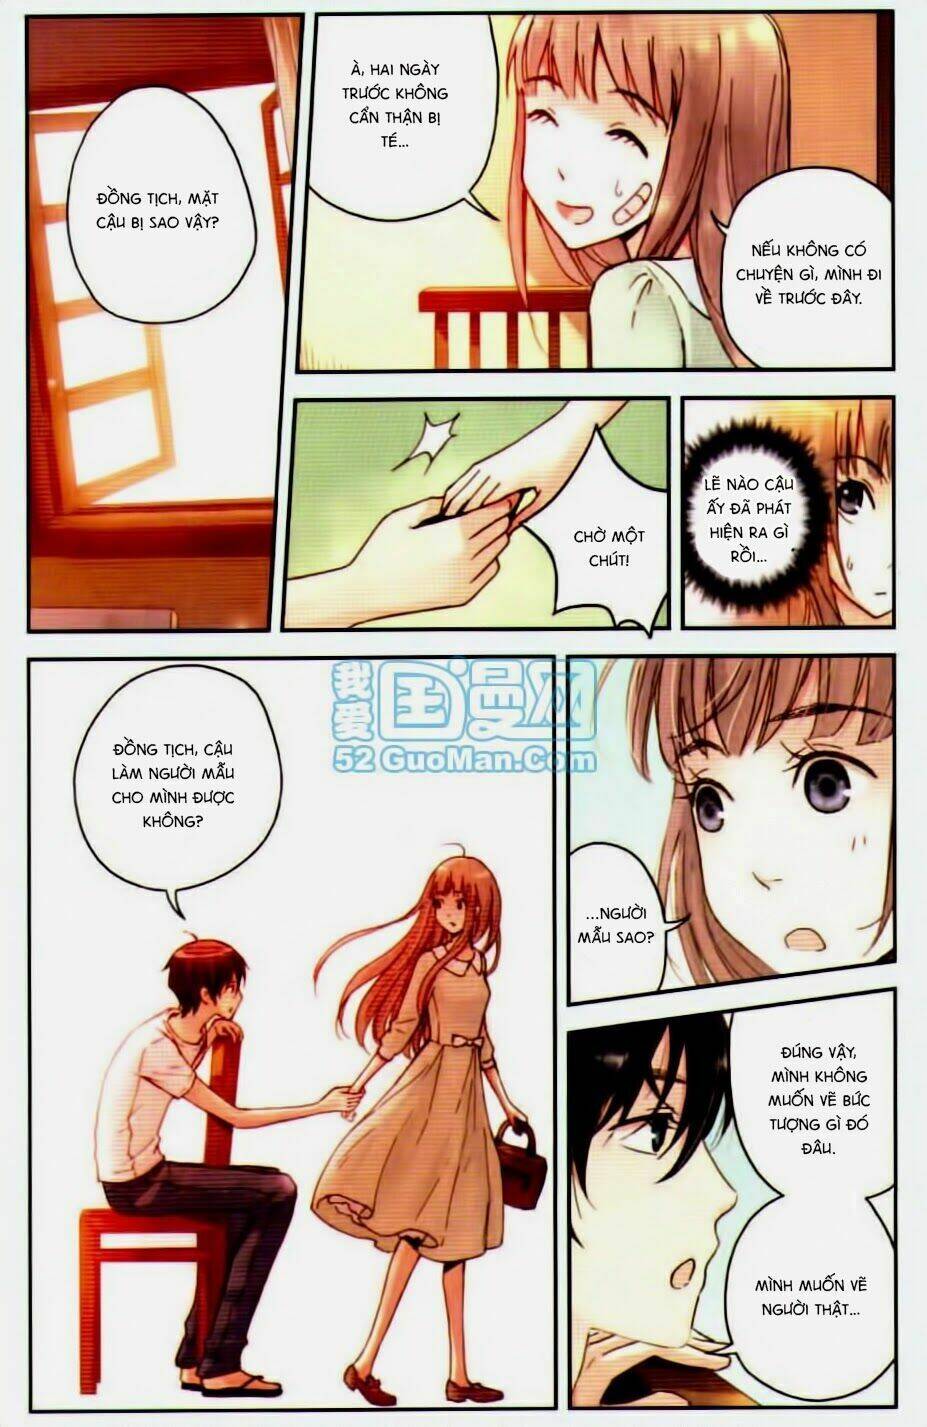 ĐỒNG TỊCH, MẶT
CẬU BỊ SAO VẬY?
À, HAI NGÀY
TRƯỚC KHÔNG
CẨN THẬN BỊ
TÉ...
NẾU KHÔNG CÓ
CHUYỆN GÌ, MÌNH ĐI
VỀ TRƯỚC ĐÂY.
CHỜ MỘT
CHÚT!
LẼ NÀO CẬU
ẤY ĐÃ PHÁT
HIỆN RA GÌ
RỒI...
我爱国漫网
52GuoMan.Com
ĐỒNG TỊCH, CẬU
LÀM NGƯỜI MẪU
CHO MÌNH ĐƯỢC
KHÔNG?
...NGƯỜI
MẪU SAO?
ĐÚNG VẬY,
MÌNH KHÔNG
MUỐN VẼ BỨC
TƯỢNG GÌ ĐÓ
ĐÂU.
MÌNH MUỐN VẼ
NGƯỜI THẬT...